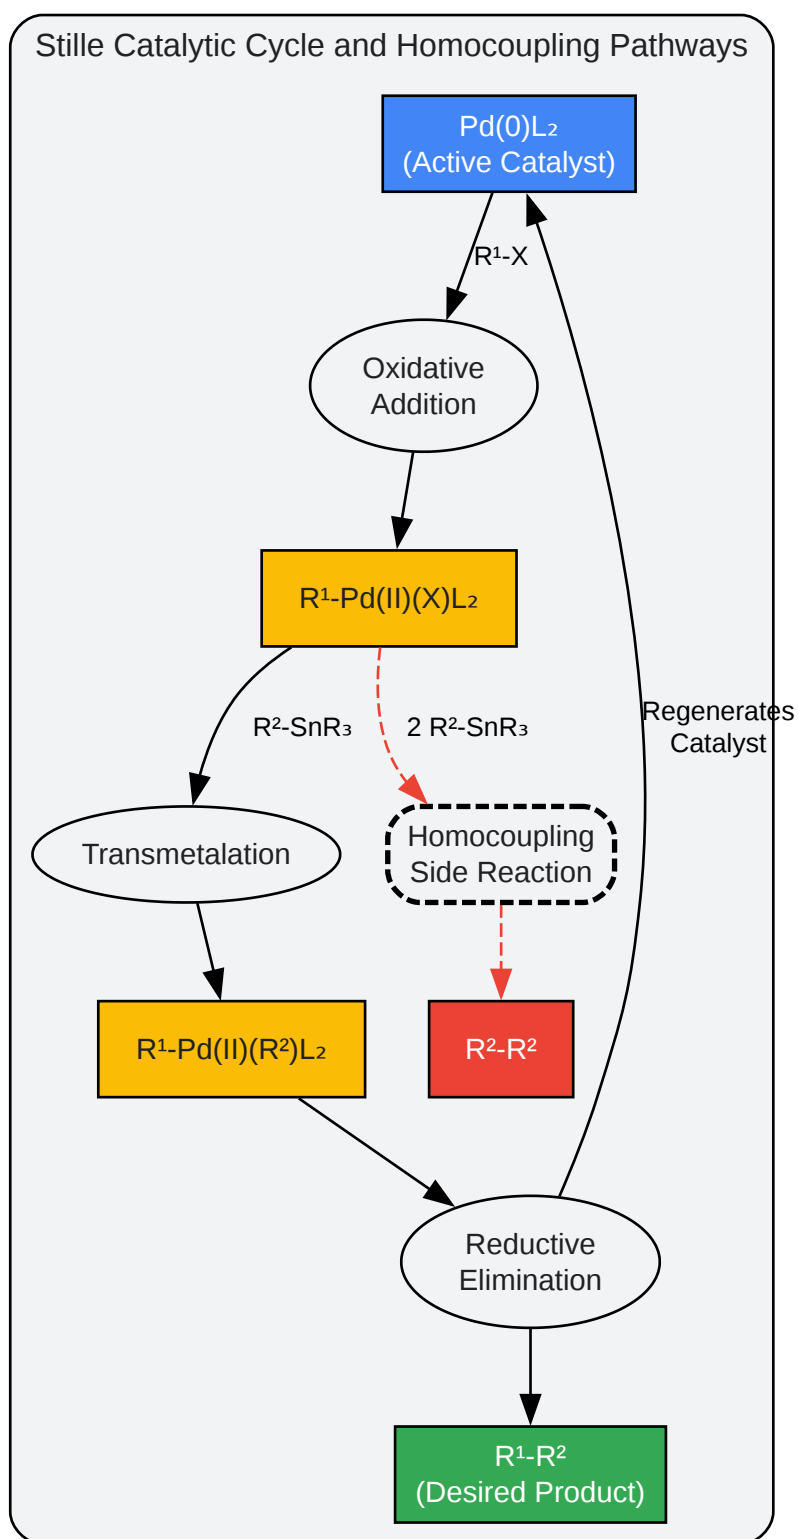 Stille Catalytic Cycle and Homocoupling Pathways
Pd(0)L₂
(Active Catalyst)
R¹-X
Oxidative
Addition
R¹-Pd(II)(X)L₂
R²-SnR₃
2 R²-SnR₃
Regenerates
Catalyst
Transmetalation
Homocoupling
Side Reaction
R¹-Pd(II)(R²)L₂
R²-R²
Reductive
Elimination
R¹-R²
(Desired Product)